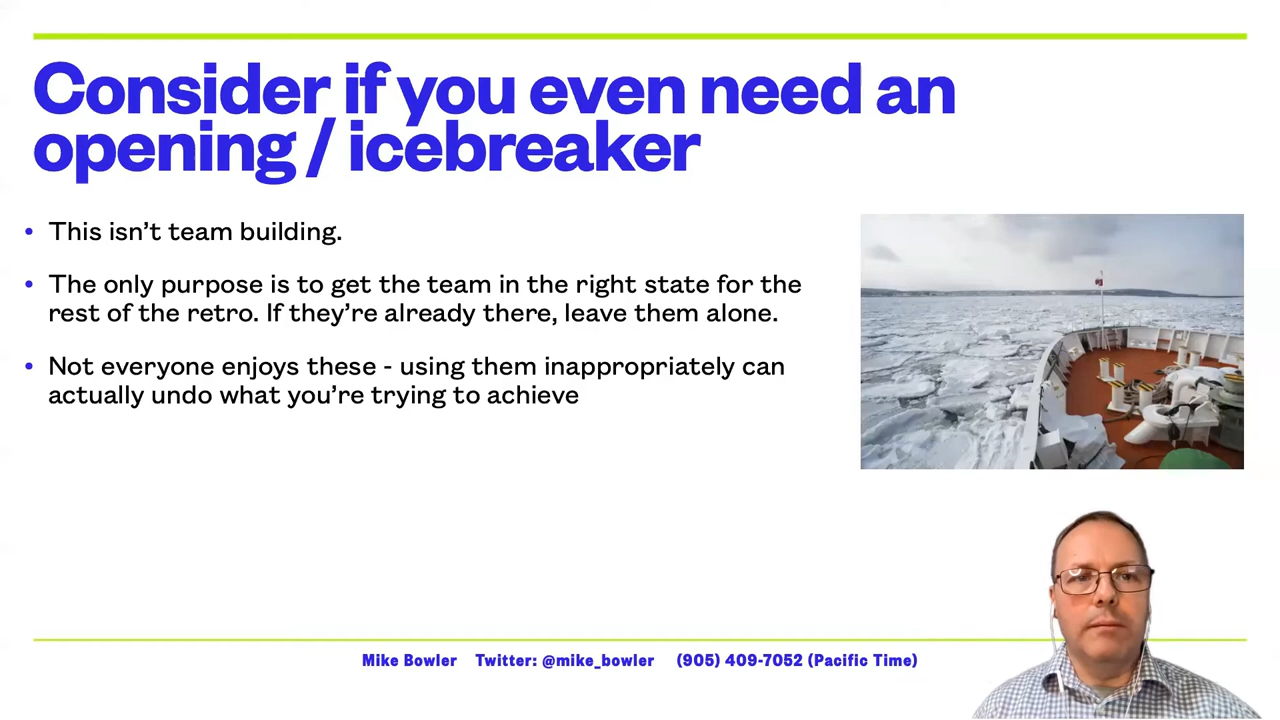 Consider if you even need an
opening / icebreaker
• This isn’t team building.
• The only purpose is to get the team in the right state for the
rest of the retro. If they’re already there, leave them alone.
• Not everyone enjoys these - using them inappropriately can
actually undo what you’re trying to achieve
Mike Bowler Twitter: @mike_bowler (905) 409-7052 (Pacific Time)